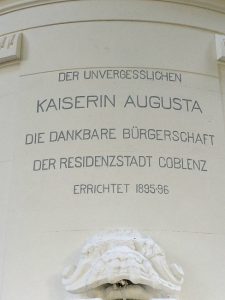 DER UNVERGESSLICHEN
KAISERIN AUGUSTA
DIE DANKBARE BÜRGERSCHAFT
DER RESIDENZSTADT COBLENZ
ERRICHTET 1895-96